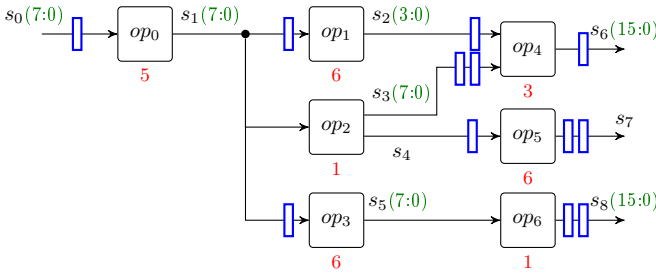 s0(7:0) s1(7:0) s2(3:0) s6(15:0)
op0 op1 op4
5 6 3
s3(7:0)
op2 op5 s7
s4
1 6
s5(7:0) s8(15:0)
op3 op6
6 1